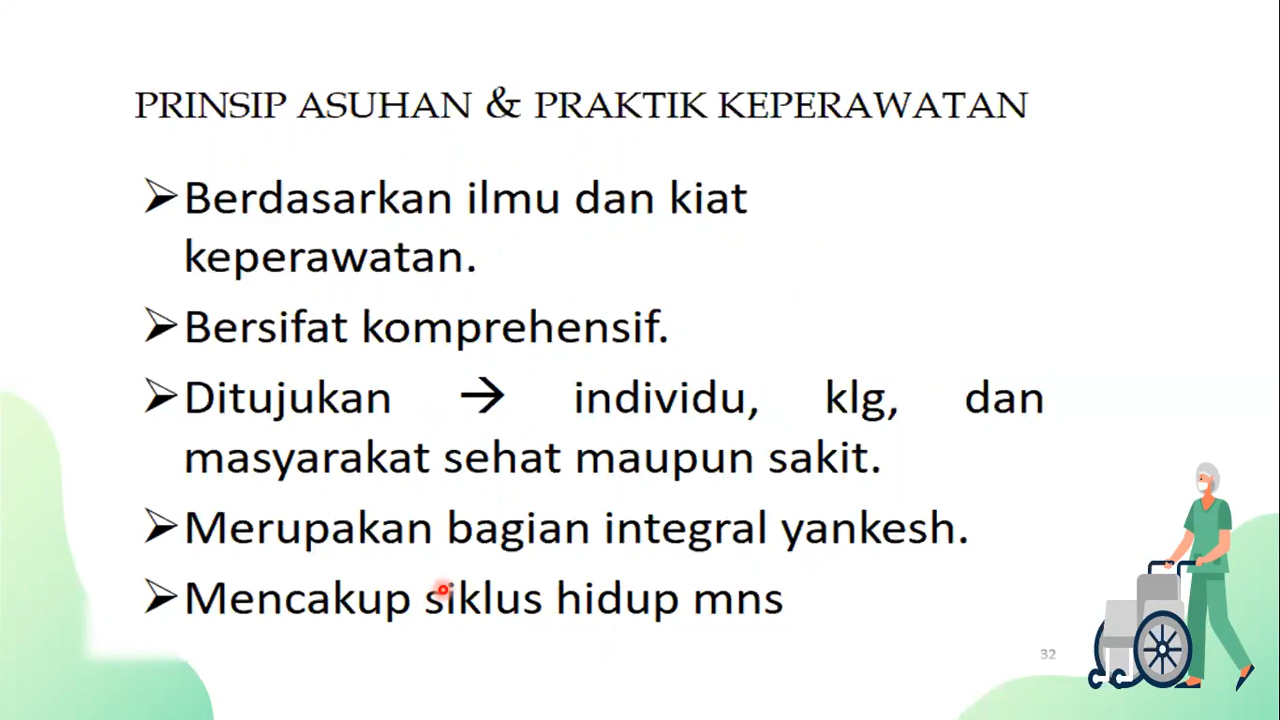 PRINSIP ASUHAN & PRAKTIK KEPERAWATAN
➢Berdasarkan ilmu dan kiat
keperawatan.
➢Bersifat komprehensif.
➢Ditujukan → individu, klg, dan
masyarakat sehat maupun sakit.
➢Merupakan bagian integral yankesh.
➢Mencakup siklus hidup mns
32